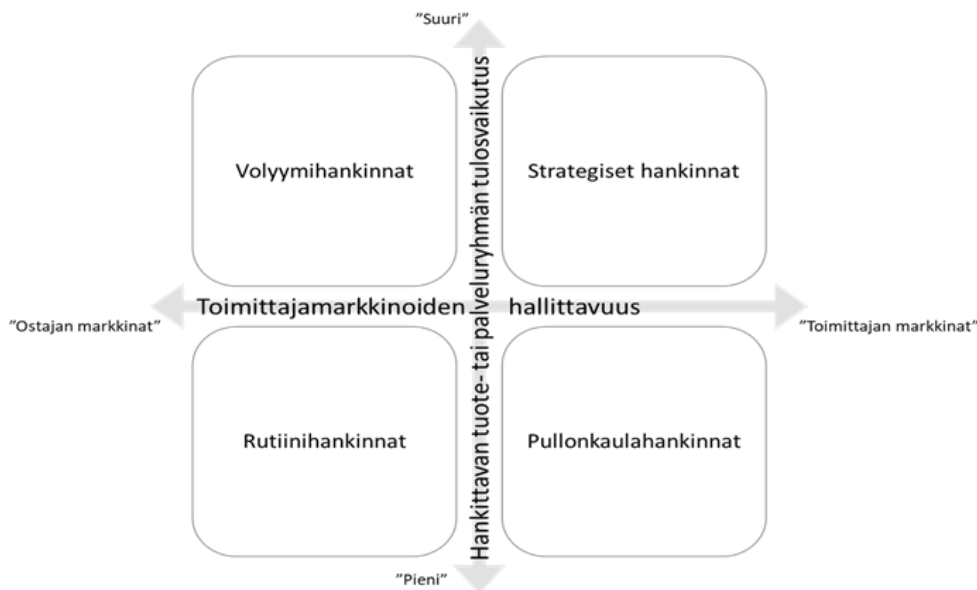 ”Suuri”
Volyymihankinnat
Strategiset hankinnat
Hankittavan tuote- tai palveluryhmän tulosvaikutus
Toimittajamarkkinoiden hallittavuus
”Ostajan markkinat”
”Toimittajan markkinat”
Rutiinihankinnat
Pullonkaulahankinnat
”Pieni”